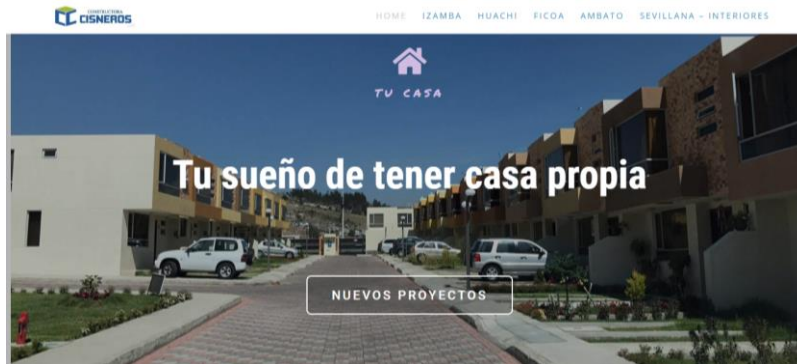 CONSTRUCTORA
CISNEROS
HOME IZAMBA HUACHI FICOA AMBATO SEVILLANA - INTERIORES
TU CASA
Tu sueño de tener casa propia
NUEVOS PROYECTOS